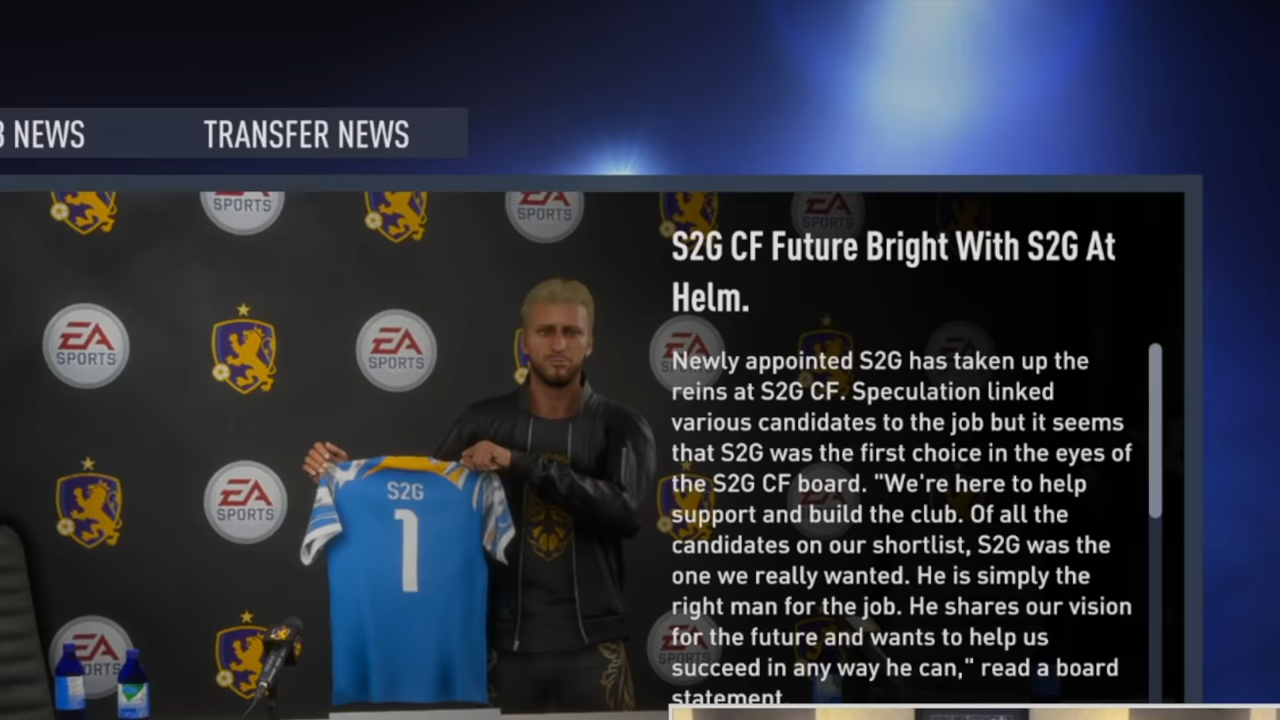 NEWS
TRANSFER NEWS
EA
SPORTS
EA
SPORTS
EA
SPORTS
EA
SPORTS
EA
SPORTS
EA
SPORTS
EA
SPORTS
S2G
1
S2G CF Future Bright With S2G At
Helm.
Newly appointed S2G has taken up the
reins at S2G CF. Speculation linked
various candidates to the job but it seems
that S2G was the first choice in the eyes of
the S2G CF board. "We're here to help
support and build the club. Of all the
candidates on our shortlist, S2G was the
one we really wanted. He is simply the
right man for the job. He shares our vision
for the future and wants to help us
succeed in any way he can," read a board
statement.